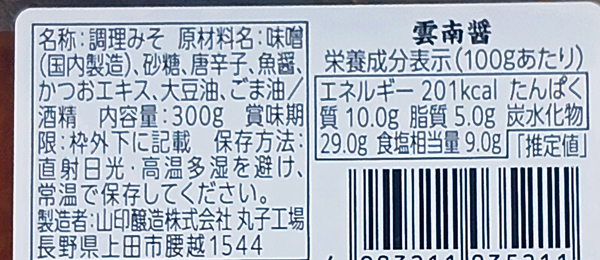 名称:調理みそ 原材料名:味噌
(国内製造)、砂糖、唐辛子、魚醤、
かつおエキス、大豆油、ごま油/
酒精 内容量:300g 賞味期
限:枠外下に記載 保存方法:
直射日光・高温多湿を避け、
常温で保存してください。
製造者:山印醸造株式会社 丸子工場
長野県上田市腰越1544
雲南醤
栄養成分表示(100gあたり)
エネルギー 201kcal たんぱく
質 10.0g 脂質 5.0g 炭水化物
29.0g 食塩相当量 9.0g「推定値」